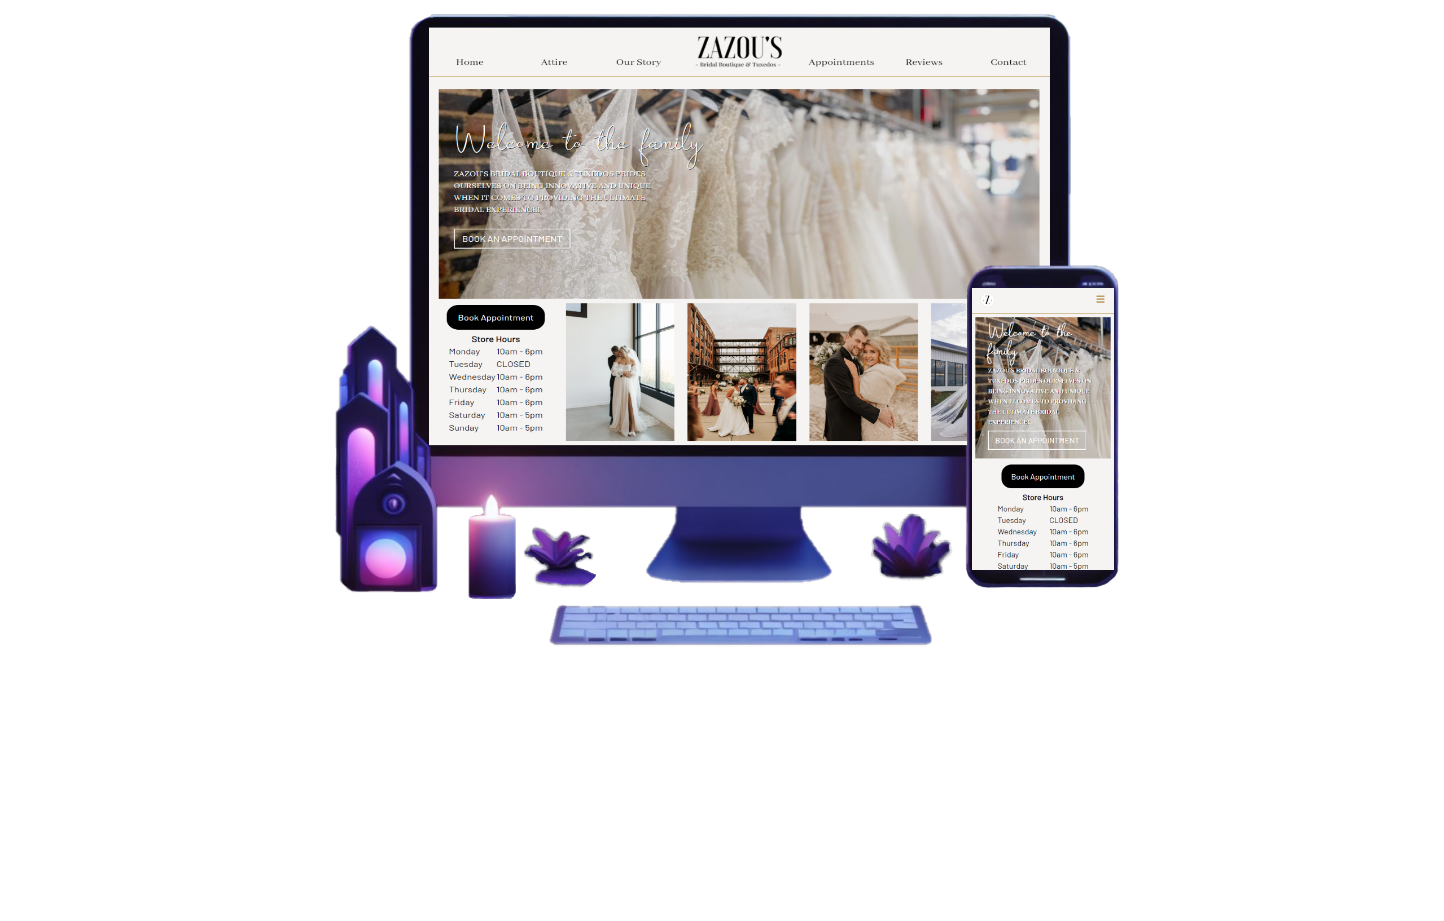 ZAZOU'S
- Bridal Boutique & Tuxedos -
Home Attire Our Story Appointments Reviews Contact
Welcome to the family
ZAZOU'S BRIDAL BOUTIQUE & TUXEDOS PRIDES
OURSELVES ON BEING INNOVATIVE AND UNIQUE
WHEN IT COMES TO PROVIDING THE ULTIMATE
BRIDAL EXPERIENCE!
BOOK AN APPOINTMENT
Book Appointment
Store Hours
Monday 10am - 6pm
Tuesday CLOSED
Wednesday 10am - 6pm
Thursday 10am - 6pm
Friday 10am - 6pm
Saturday 10am - 5pm
Sunday 10am - 5pm
Z
Welcome to the
family
ZAZOU'S BRIDAL BOUTIQUE &
TUXEDOS PRIDES OURSELVES ON
BEING INNOVATIVE AND UNIQUE
WHEN IT COMES TO PROVIDING
THE ULTIMATE BRIDAL
EXPERIENCE!
BOOK AN APPOINTMENT
Book Appointment
Store Hours
Monday 10am - 6pm
Tuesday CLOSED
Wednesday 10am - 6pm
Thursday 10am - 6pm
Friday 10am - 6pm
Saturday 10am - 5pm